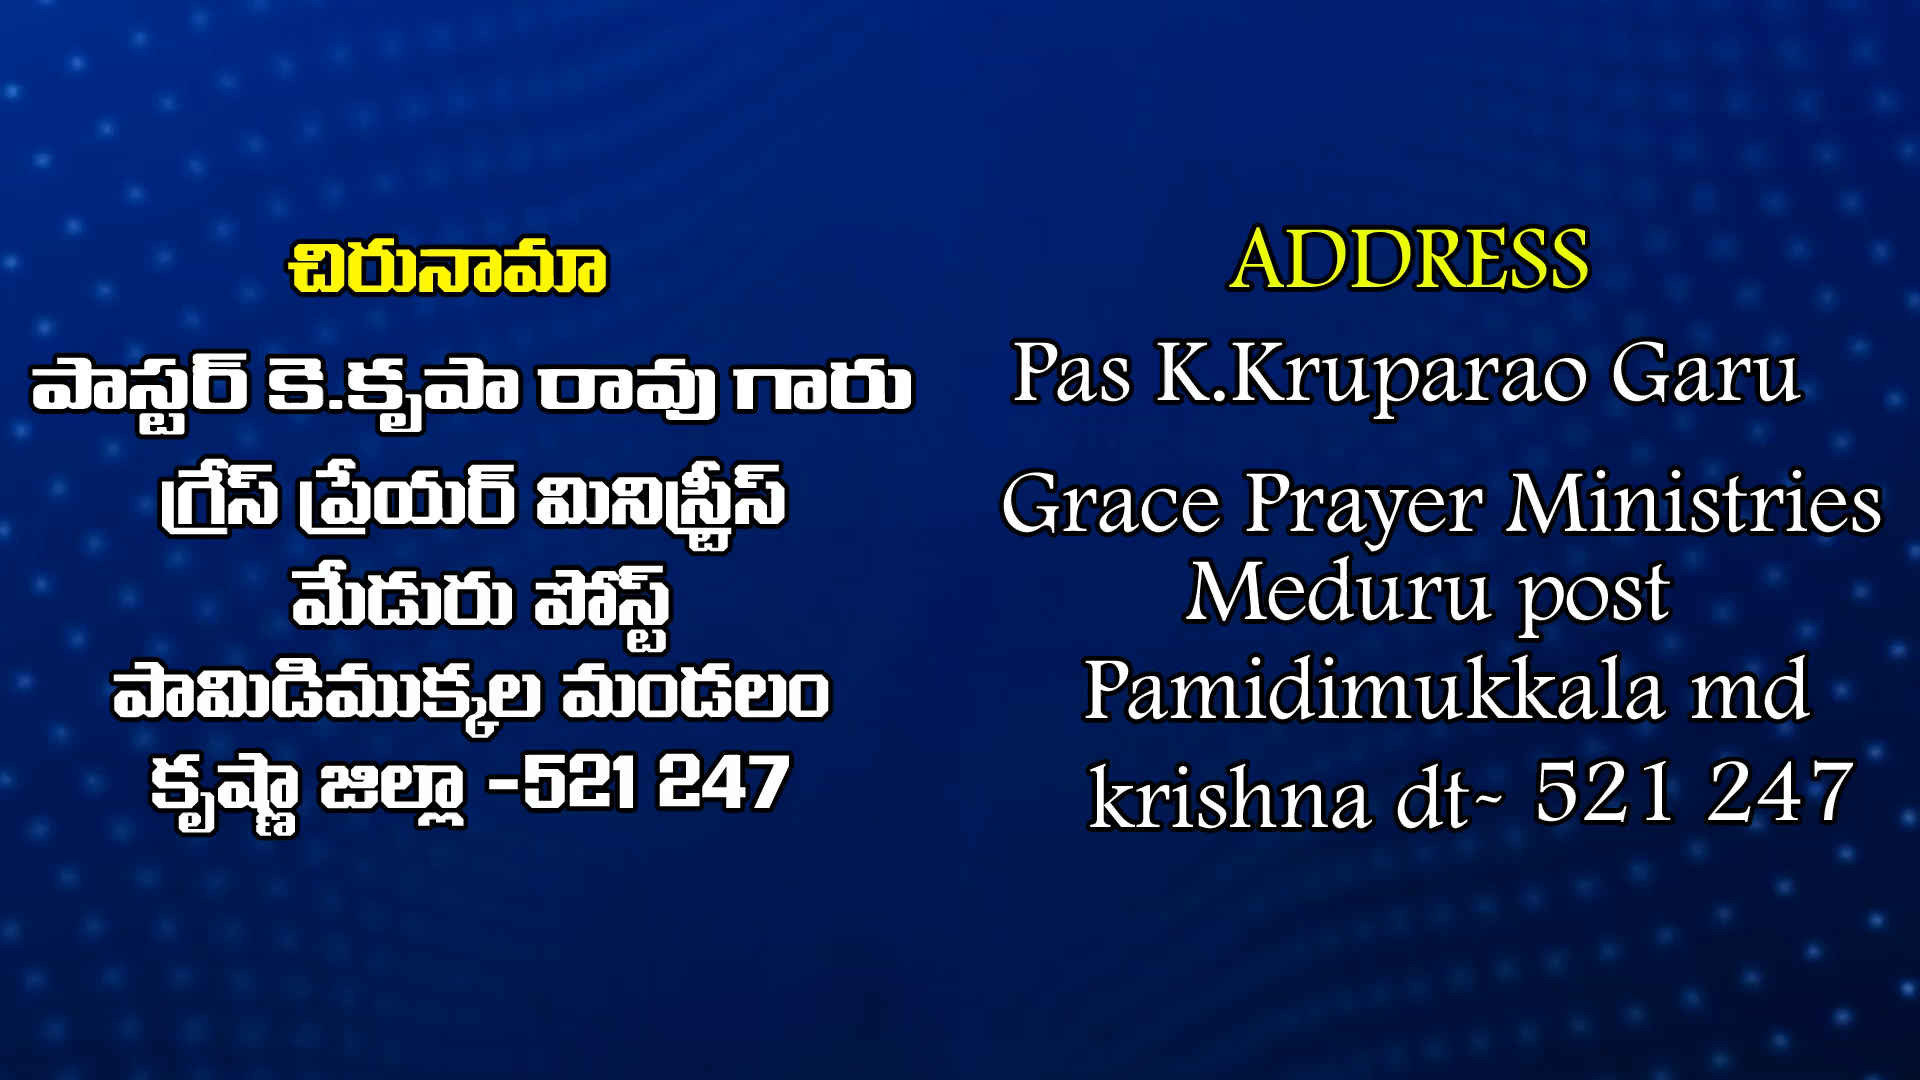 చిరునామా
పాస్టర్ కె.కృపా రావు గారు
గ్రేస్ ప్రేయర్ మినిస్ట్రీస్
మేడురు పోస్ట్
పామిడిముక్కల మండలం
కృష్ణా జిల్లా -521 247
ADDRESS
Pas K.Kruparao Garu
Grace Prayer Ministries
Meduru post
Pamidimukkala md
krishna dt- 521 247